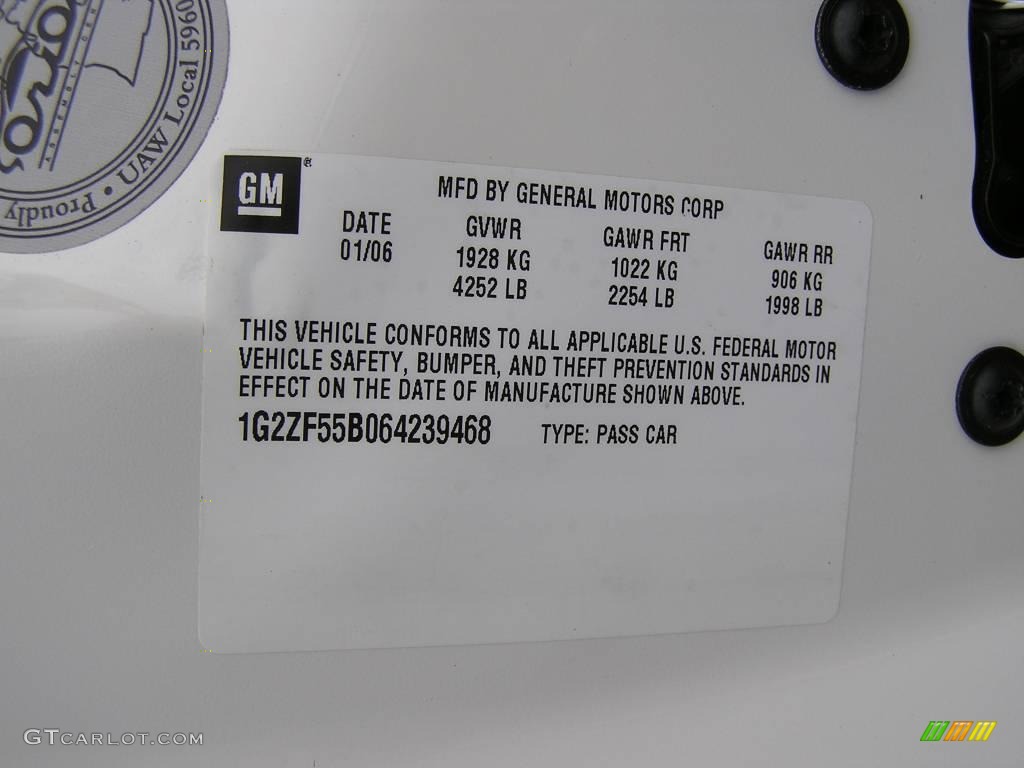 ASSEMBLY CEN
Proudly • UAW Local 5960
GM®
MFD BY GENERAL MOTORS CORP
DATE GVWR GAWR FRT GAWR RR
01/06 1928 KG 1022 KG 906 KG
4252 LB 2254 LB 1998 LB
THIS VEHICLE CONFORMS TO ALL APPLICABLE U.S. FEDERAL MOTOR
VEHICLE SAFETY, BUMPER, AND THEFT PREVENTION STANDARDS IN
EFFECT ON THE DATE OF MANUFACTURE SHOWN ABOVE.
1G2ZF55B064239468 TYPE: PASS CAR
GTCARLOT.COM